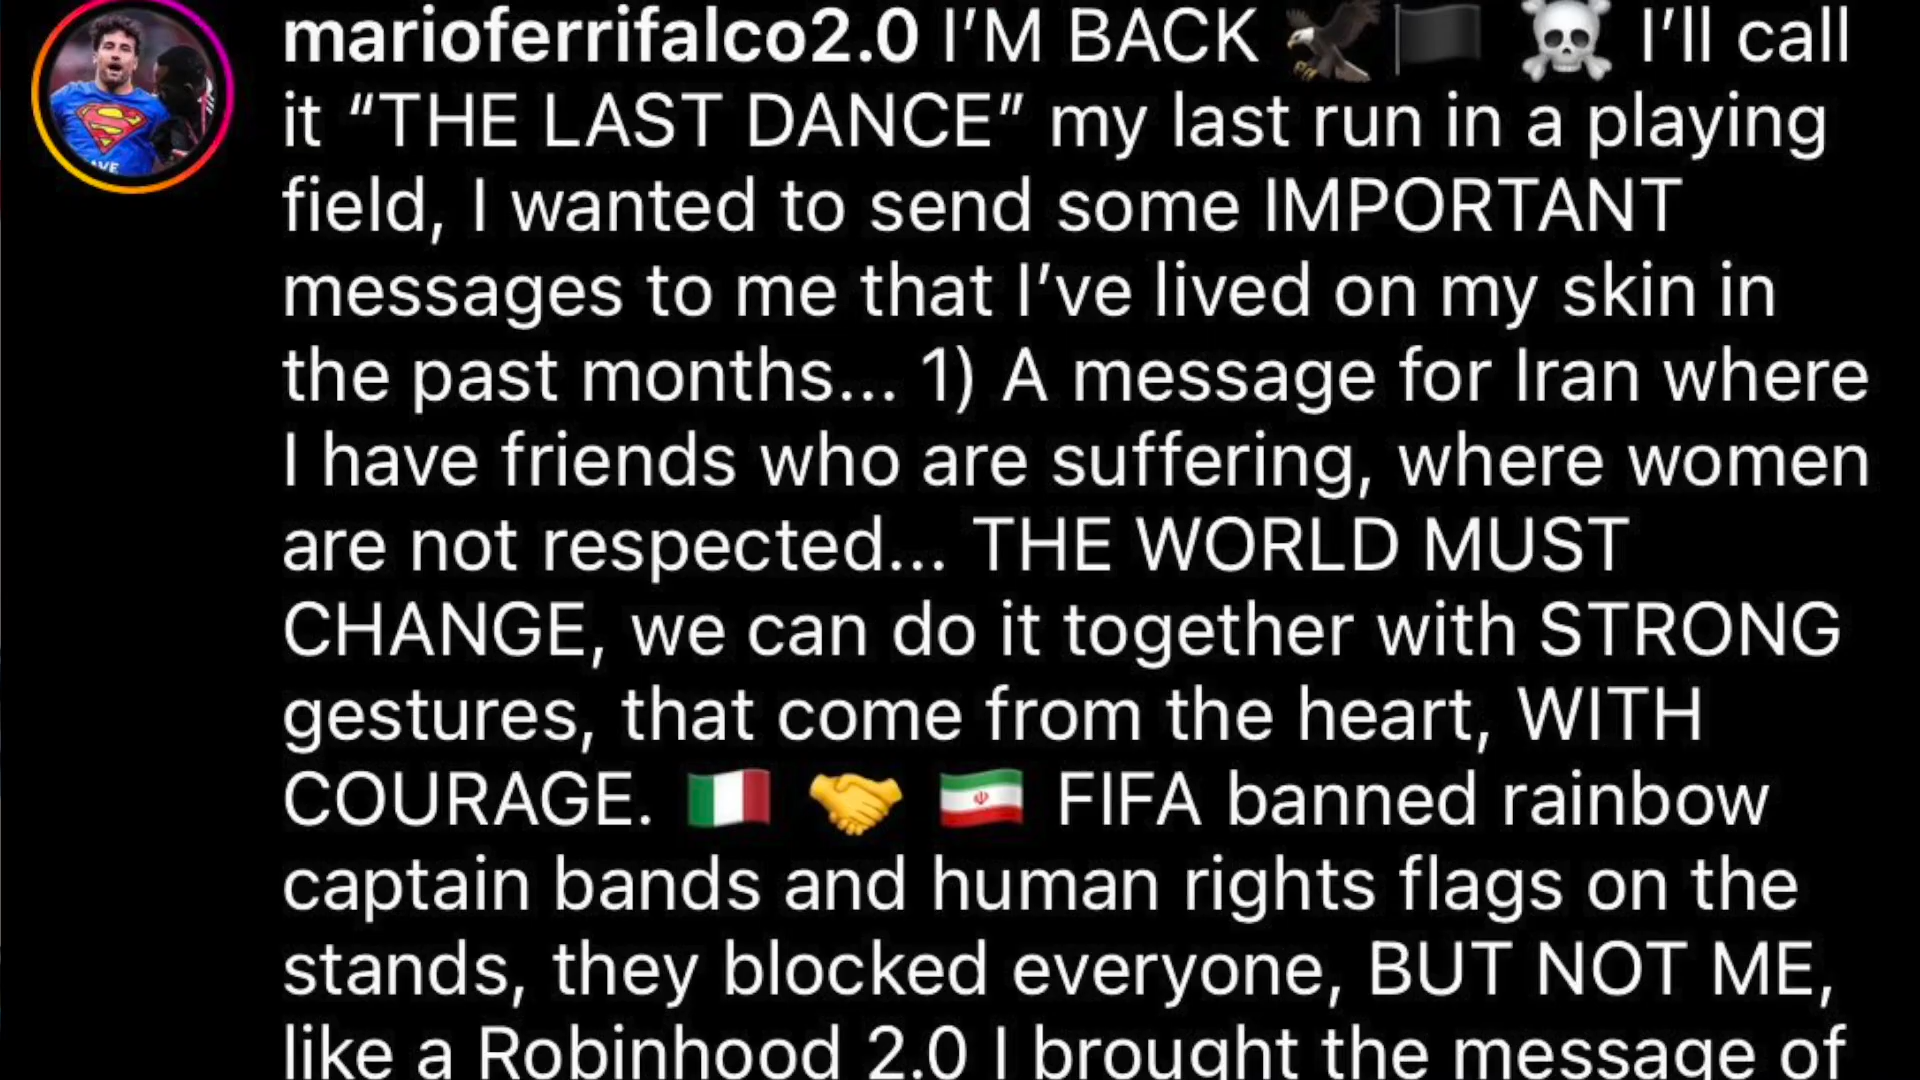 marioferrifalco2.0 I’M BACK 🦅🏴 ☠️ I’ll call
it “THE LAST DANCE” my last run in a playing
field, I wanted to send some IMPORTANT
messages to me that I’ve lived on my skin in
the past months... 1) A message for Iran where
I have friends who are suffering, where women
are not respected... THE WORLD MUST
CHANGE, we can do it together with STRONG
gestures, that come from the heart, WITH
COURAGE. 🇮🇹 🤝 🇮🇷 FIFA banned rainbow
captain bands and human rights flags on the
stands, they blocked everyone, BUT NOT ME,
like a Robinhood 2.0 I brought the message of